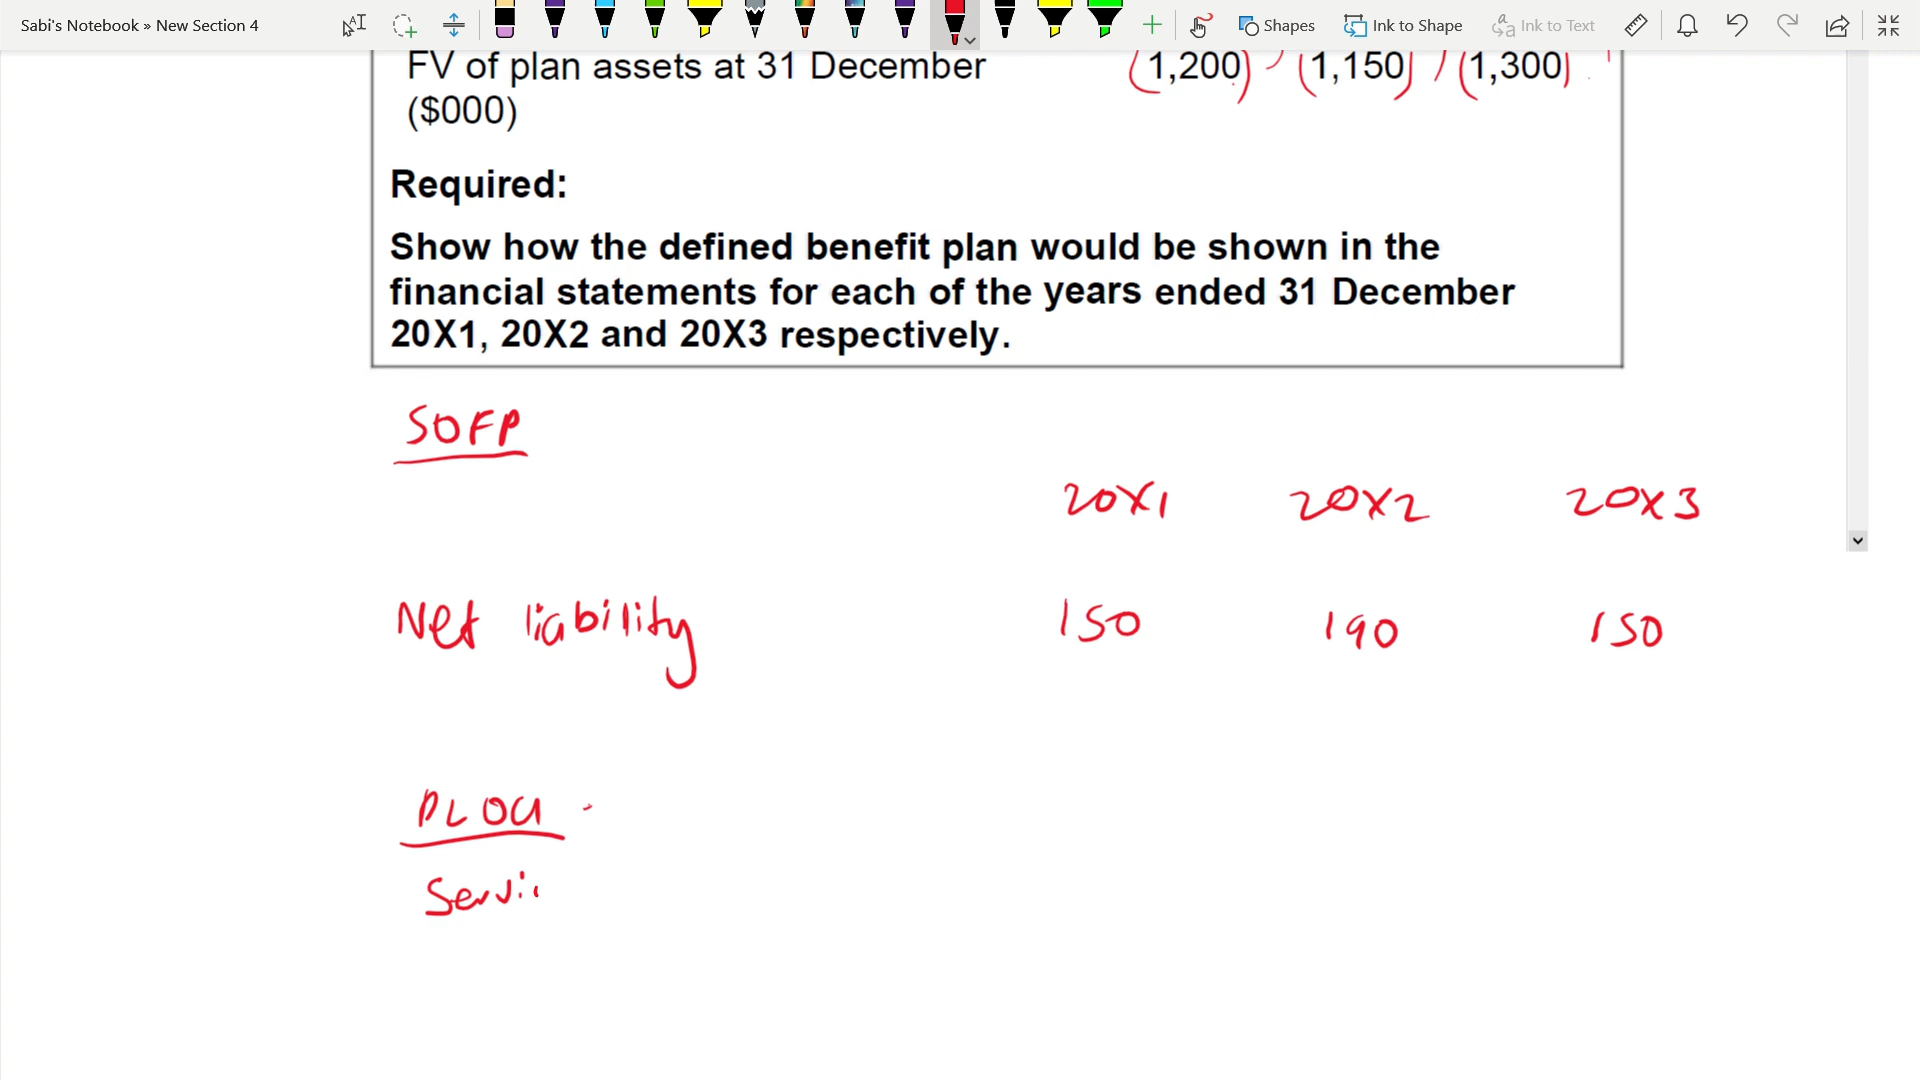 Sabi's Notebook » New Section 4
Shapes
Ink to Shape
Ink to Text
FV of plan assets at 31 December (1,200) (1,150) (1,300)
($000)
Required:
Show how the defined benefit plan would be shown in the
financial statements for each of the years ended 31 December
20X1, 20X2 and 20X3 respectively.
SOFP
20X1 20X2 20X3
Net liability 150 190 150
PLOCI
Servic